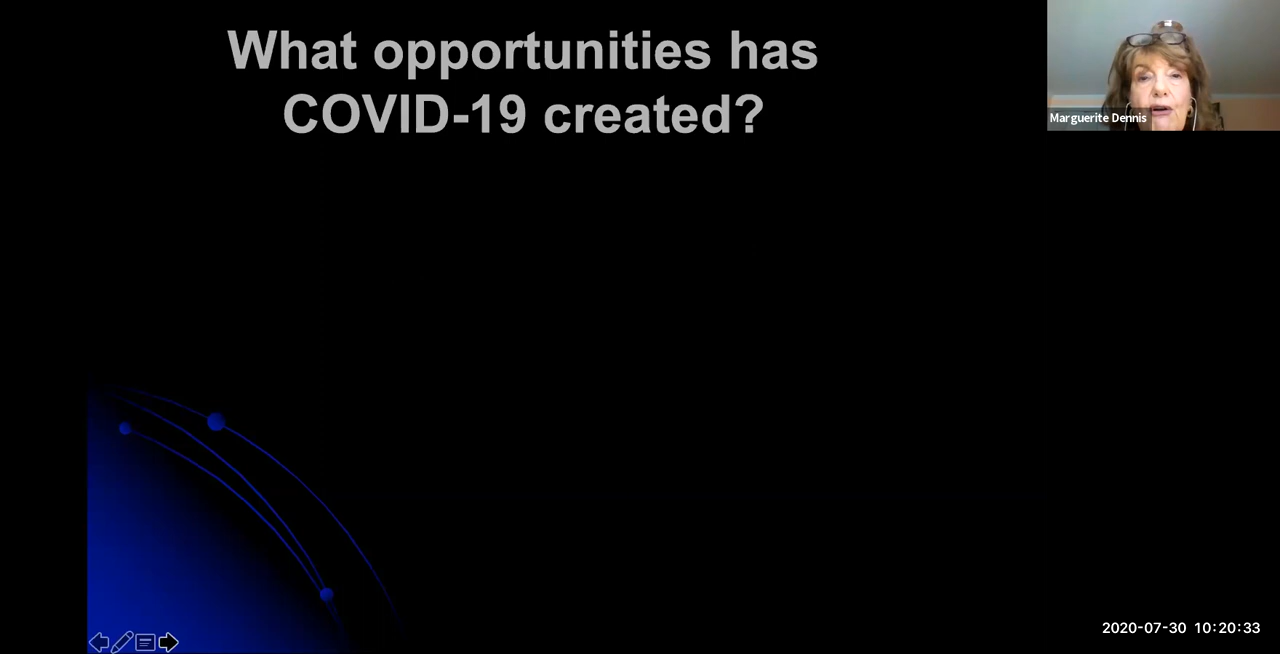 What opportunities has
COVID-19 created?
Marguerite Dennis
2020-07-30 10:20:33